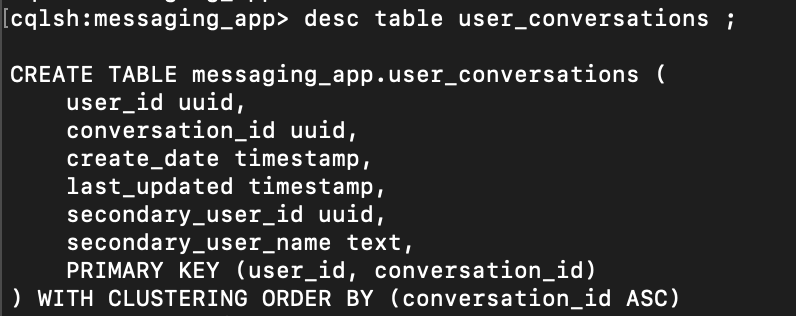 [cqlsh:messaging_app> desc table user_conversations ;
CREATE TABLE messaging_app.user_conversations (
    user_id uuid,
    conversation_id uuid,
    create_date timestamp,
    last_updated timestamp,
    secondary_user_id uuid,
    secondary_user_name text,
    PRIMARY KEY (user_id, conversation_id)
) WITH CLUSTERING ORDER BY (conversation_id ASC)